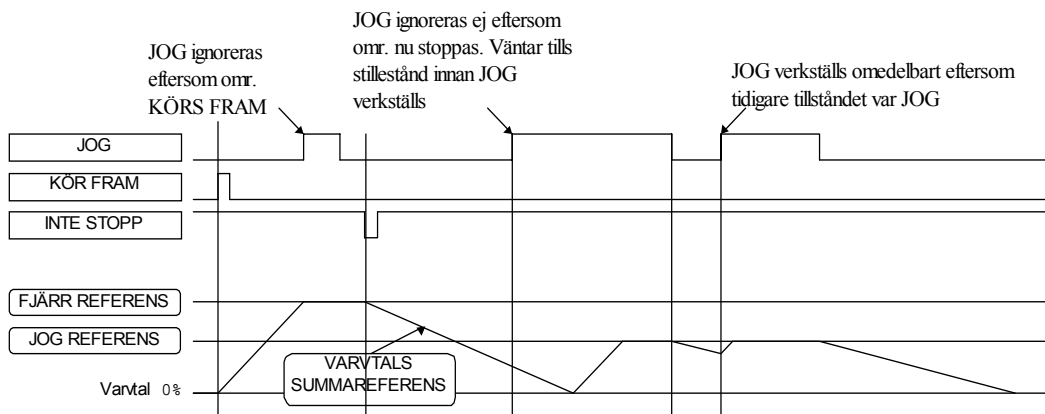 JOG ignoreras
eftersom omr.
KÖRS FRAM
JOG ignoreras ej eftersom
omr. nu stoppas. Väntar tills
stillestånd innan JOG
verkställs
JOG verkställs omedelbart eftersom
tidigare tillståndet var JOG
JOG
KÖR FRAM
INTE STOPP
FJÄRR REFERENS
JOG REFERENS
VARVTALS
SUMMAREFERENS
Varvtal 0%